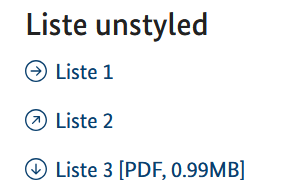 Liste unstyled
Liste 1
Liste 2
Liste 3 [PDF, 0.99MB]